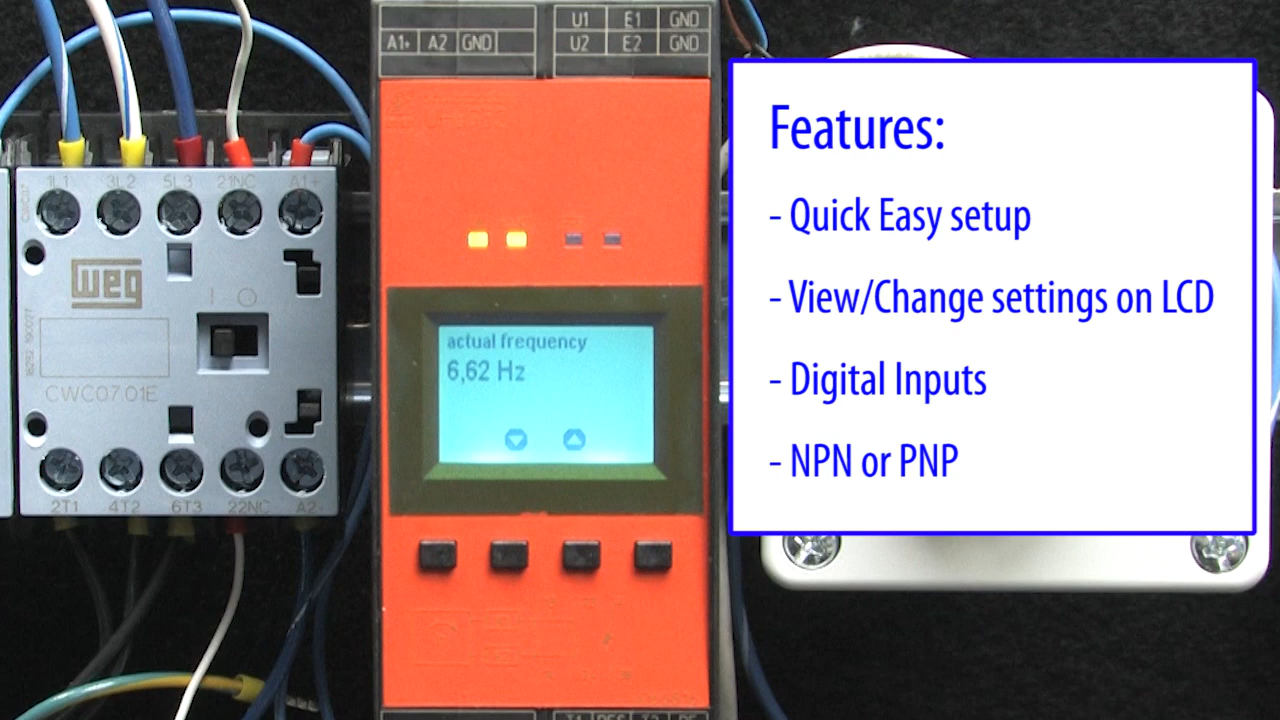 1L1 3L2 5L3 21NC A1+
weg
I O
CWC07.01E
2T1 4T2 6T3 22NC A2-
A1+ A2 GND
U1 E1 GND
U2 E2 GND
actual frequency
6,62 Hz
Features:
- Quick Easy setup
- View/Change settings on LCD
- Digital Inputs
- NPN or PNP